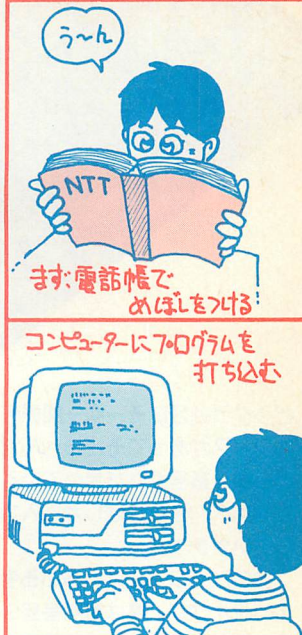 う〜ん
NTT
まず、電話帳で
めぼしをつける
コンピューターにプログラムを
打ち込む